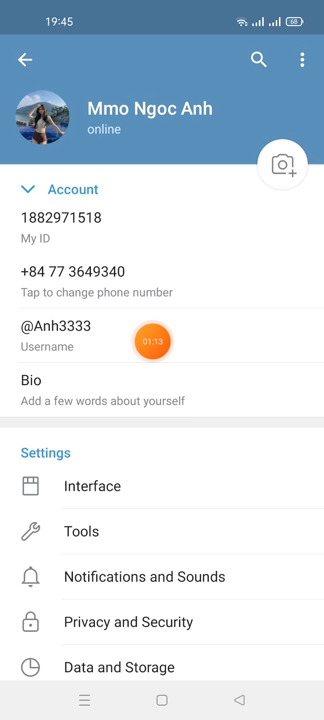 19:45
68
Mmo Ngoc Anh
online
Account
1882971518
My ID
+84 77 3649340
Tap to change phone number
@Anh3333
Username
01:13
Bio
Add a few words about yourself
Settings
Interface
Tools
Notifications and Sounds
Privacy and Security
Data and Storage